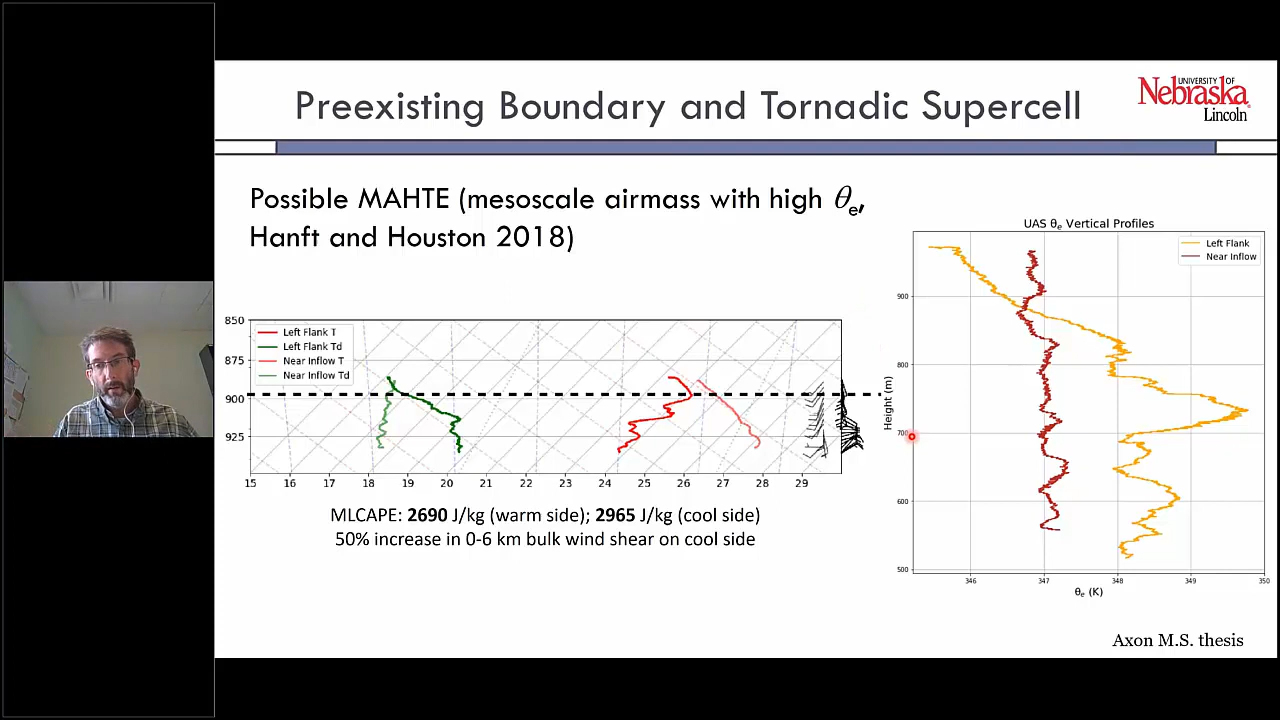 Preexisting Boundary and Tornadic Supercell
UNIVERSITY OF
Nebraska
Lincoln
Possible MAHTE (mesoscale airmass with high θe,
Hanft and Houston 2018)
850
875
900
925
Left Flank T
Left Flank Td
Near Inflow T
Near Inflow Td
15 16 17 18 19 20 21 22 23 24 25 26 27 28 29
MLCAPE: 2690 J/kg (warm side); 2965 J/kg (cool side)
50% increase in 0-6 km bulk wind shear on cool side
UAS θe Vertical Profiles
Left Flank
Near Inflow
Height (m)
900
800
700
600
500
346 347 348 349 350
θe (K)
Axon M.S. thesis